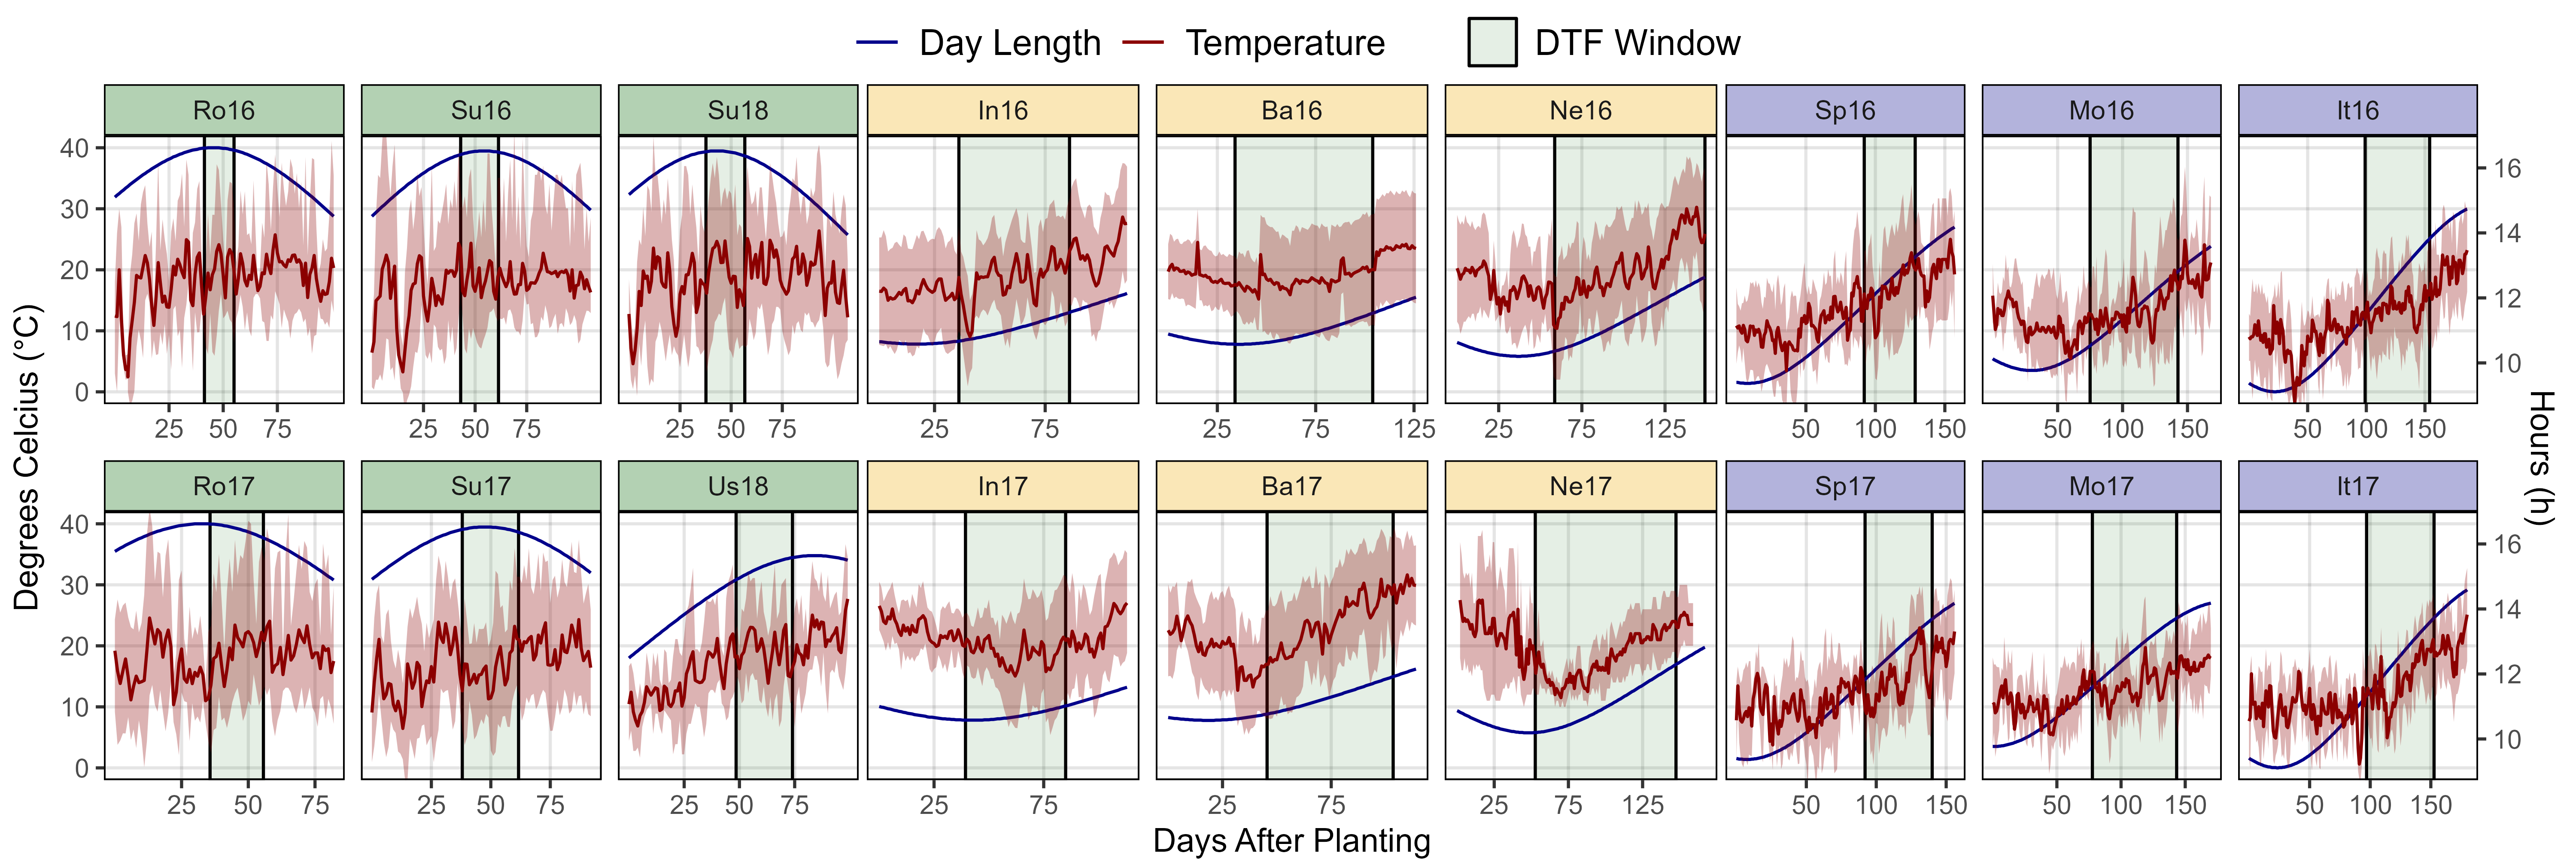 Day Length Temperature DTF Window
Ro16 Su16 Su18 In16 Ba16 Ne16 Sp16 Mo16 It16
40
30
20
10
0
16
14
12
10
25 50 75 25 50 75 25 50 75 25 75 25 75 125 25 75 125 50 100 150 50 100 150 50 100 150
Ro17 Su17 Us18 In17 Ba17 Ne17 Sp17 Mo17 It17
40
30
20
10
0
16
14
12
10
25 50 75 25 50 75 25 50 75 25 75 25 75 25 75 125 50 100 150 50 100 150 50 100 150
Degrees Celcius (°C)
Hours (h)
Days After Planting